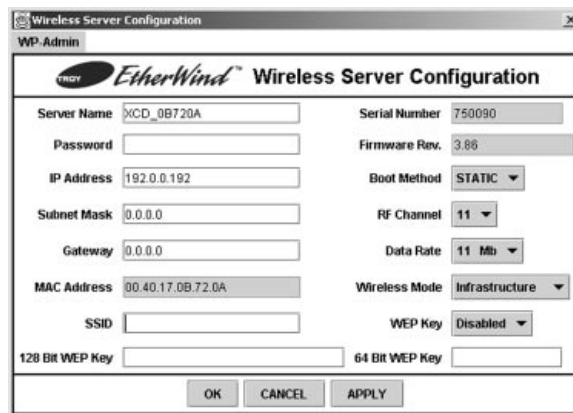 Wireless Server Configuration
WP-Admin
TROY EtherWind™ Wireless Server Configuration
Server Name XCD_0B720A Serial Number 750090
Password Firmware Rev. 3.86
IP Address 192.0.0.192 Boot Method STATIC
Subnet Mask 0.0.0.0 RF Channel 11
Gateway 0.0.0.0 Data Rate 11 Mb
MAC Address 00.40.17.0B.72.0A Wireless Mode Infrastructure
SSID WEP Key Disabled
128 Bit WEP Key 64 Bit WEP Key
OK CANCEL APPLY